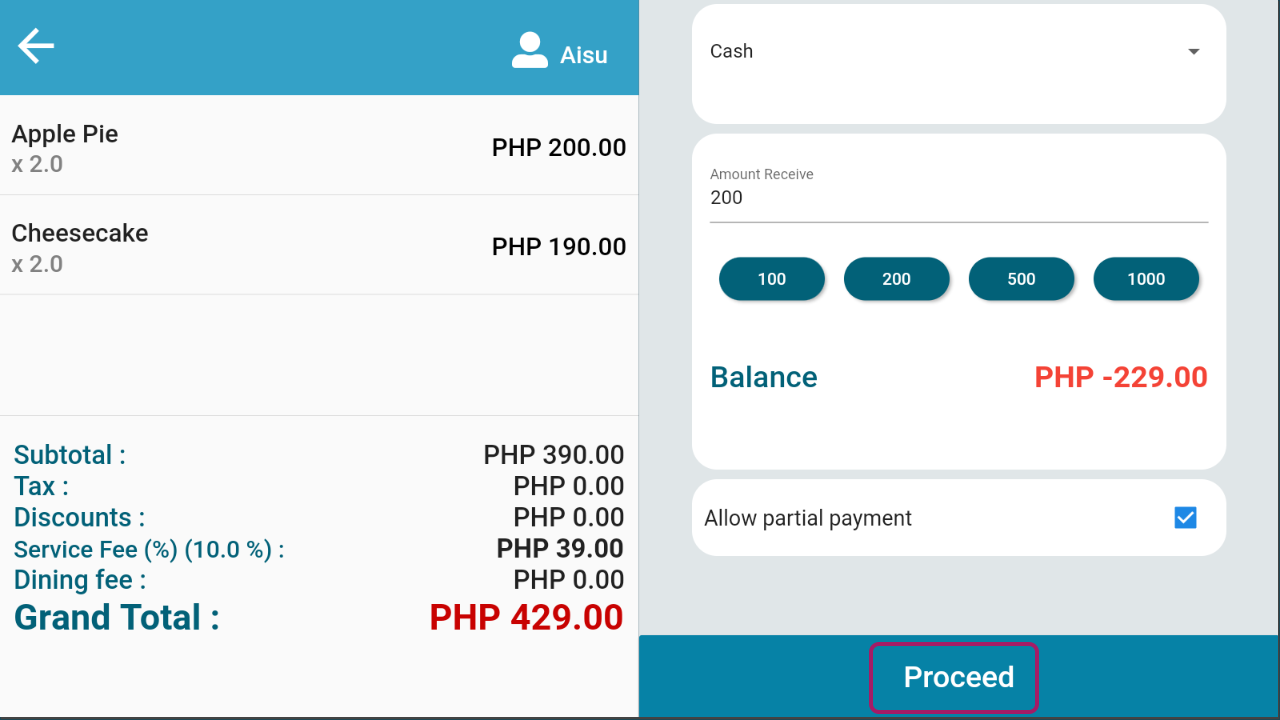 Aisu
Apple Pie
x 2.0
PHP 200.00
Cheesecake
x 2.0
PHP 190.00
Subtotal : PHP 390.00
Tax : PHP 0.00
Discounts : PHP 0.00
Service Fee (%) (10.0 %) : PHP 39.00
Dining fee : PHP 0.00
Grand Total : PHP 429.00
Cash
Amount Receive
200
100 200 500 1000
Balance PHP -229.00
Allow partial payment
Proceed